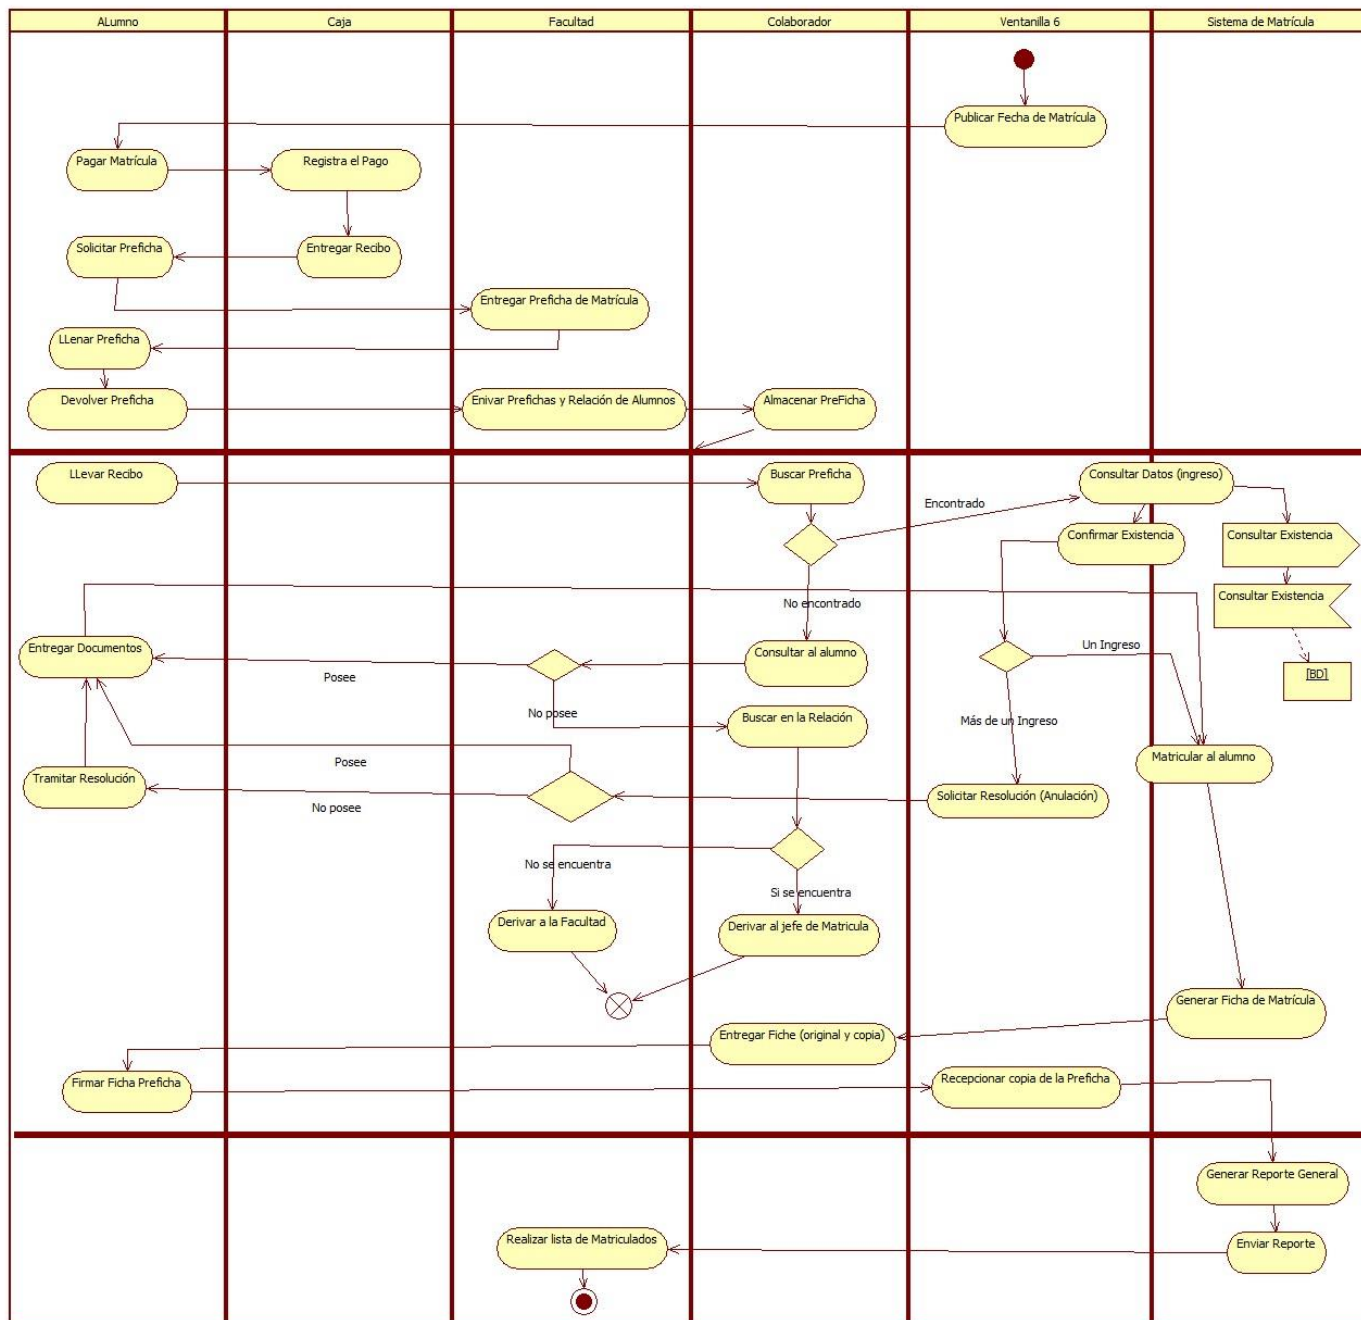 ALumno
Caja
Facultad
Colaborador
Ventanilla 6
Sistema de Matrícula
Publicar Fecha de Matrícula
Pagar Matrícula
Registra el Pago
Solicitar Preficha
Entregar Recibo
Entregar Preficha de Matrícula
LLenar Preficha
Devolver Preficha
Enivar Prefichas y Relación de Alumnos
Almacenar PreFicha
LLevar Recibo
Buscar Preficha
Consultar Datos (ingreso)
Encontrado
Confirmar Existencia
Consultar Existencia
Consultar Existencia
No encontrado
Entregar Documentos
Consultar al alumno
Un Ingreso
[BD]
Posee
No posee
Buscar en la Relación
Más de un Ingreso
Matricular al alumno
Posee
Tramitar Resolución
No posee
Solicitar Resolución (Anulación)
No se encuentra
Si se encuentra
Derivar a la Facultad
Derivar al jefe de Matricula
Generar Ficha de Matrícula
Entregar Fiche (original y copia)
Firmar Ficha Preficha
Recepcionar copia de la Preficha
Generar Reporte General
Realizar lista de Matriculados
Enviar Reporte